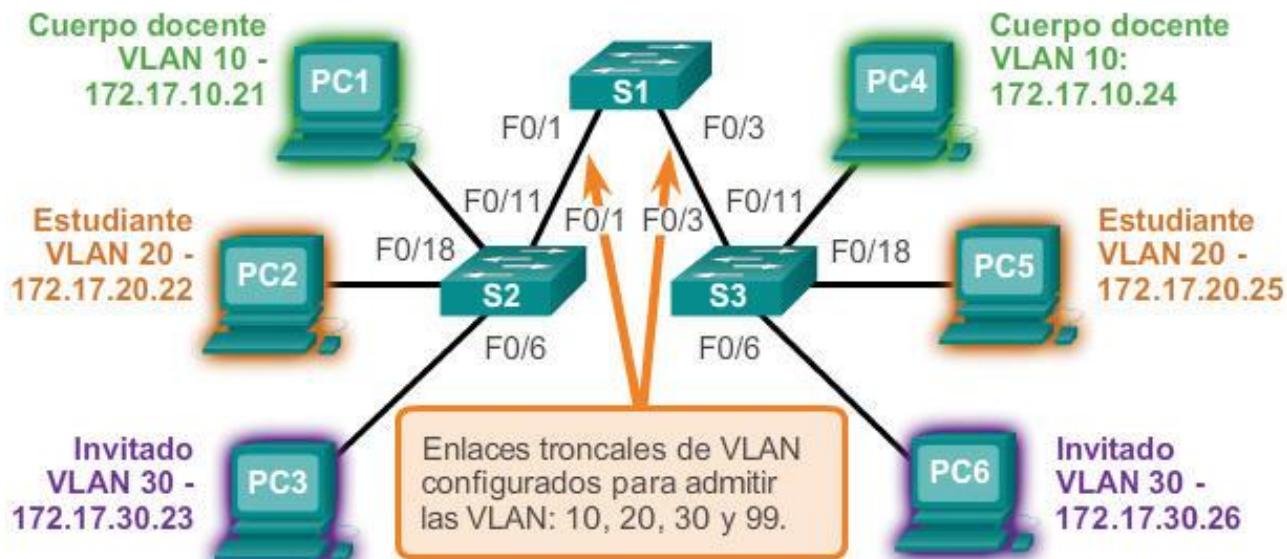 Cuerpo docente
VLAN 10 -
172.17.10.21
PC1
S1
PC4
Cuerpo docente
VLAN 10:
172.17.10.24
F0/1
F0/3
F0/11
F0/1
F0/3
F0/11
Estudiante
VLAN 20 -
172.17.20.22
PC2
F0/18
S2
S3
F0/18
PC5
Estudiante
VLAN 20 -
172.17.20.25
F0/6
F0/6
Invitado
VLAN 30 -
172.17.30.23
PC3
Enlaces troncales de VLAN
configurados para admitir
las VLAN: 10, 20, 30 y 99.
PC6
Invitado
VLAN 30 -
172.17.30.26